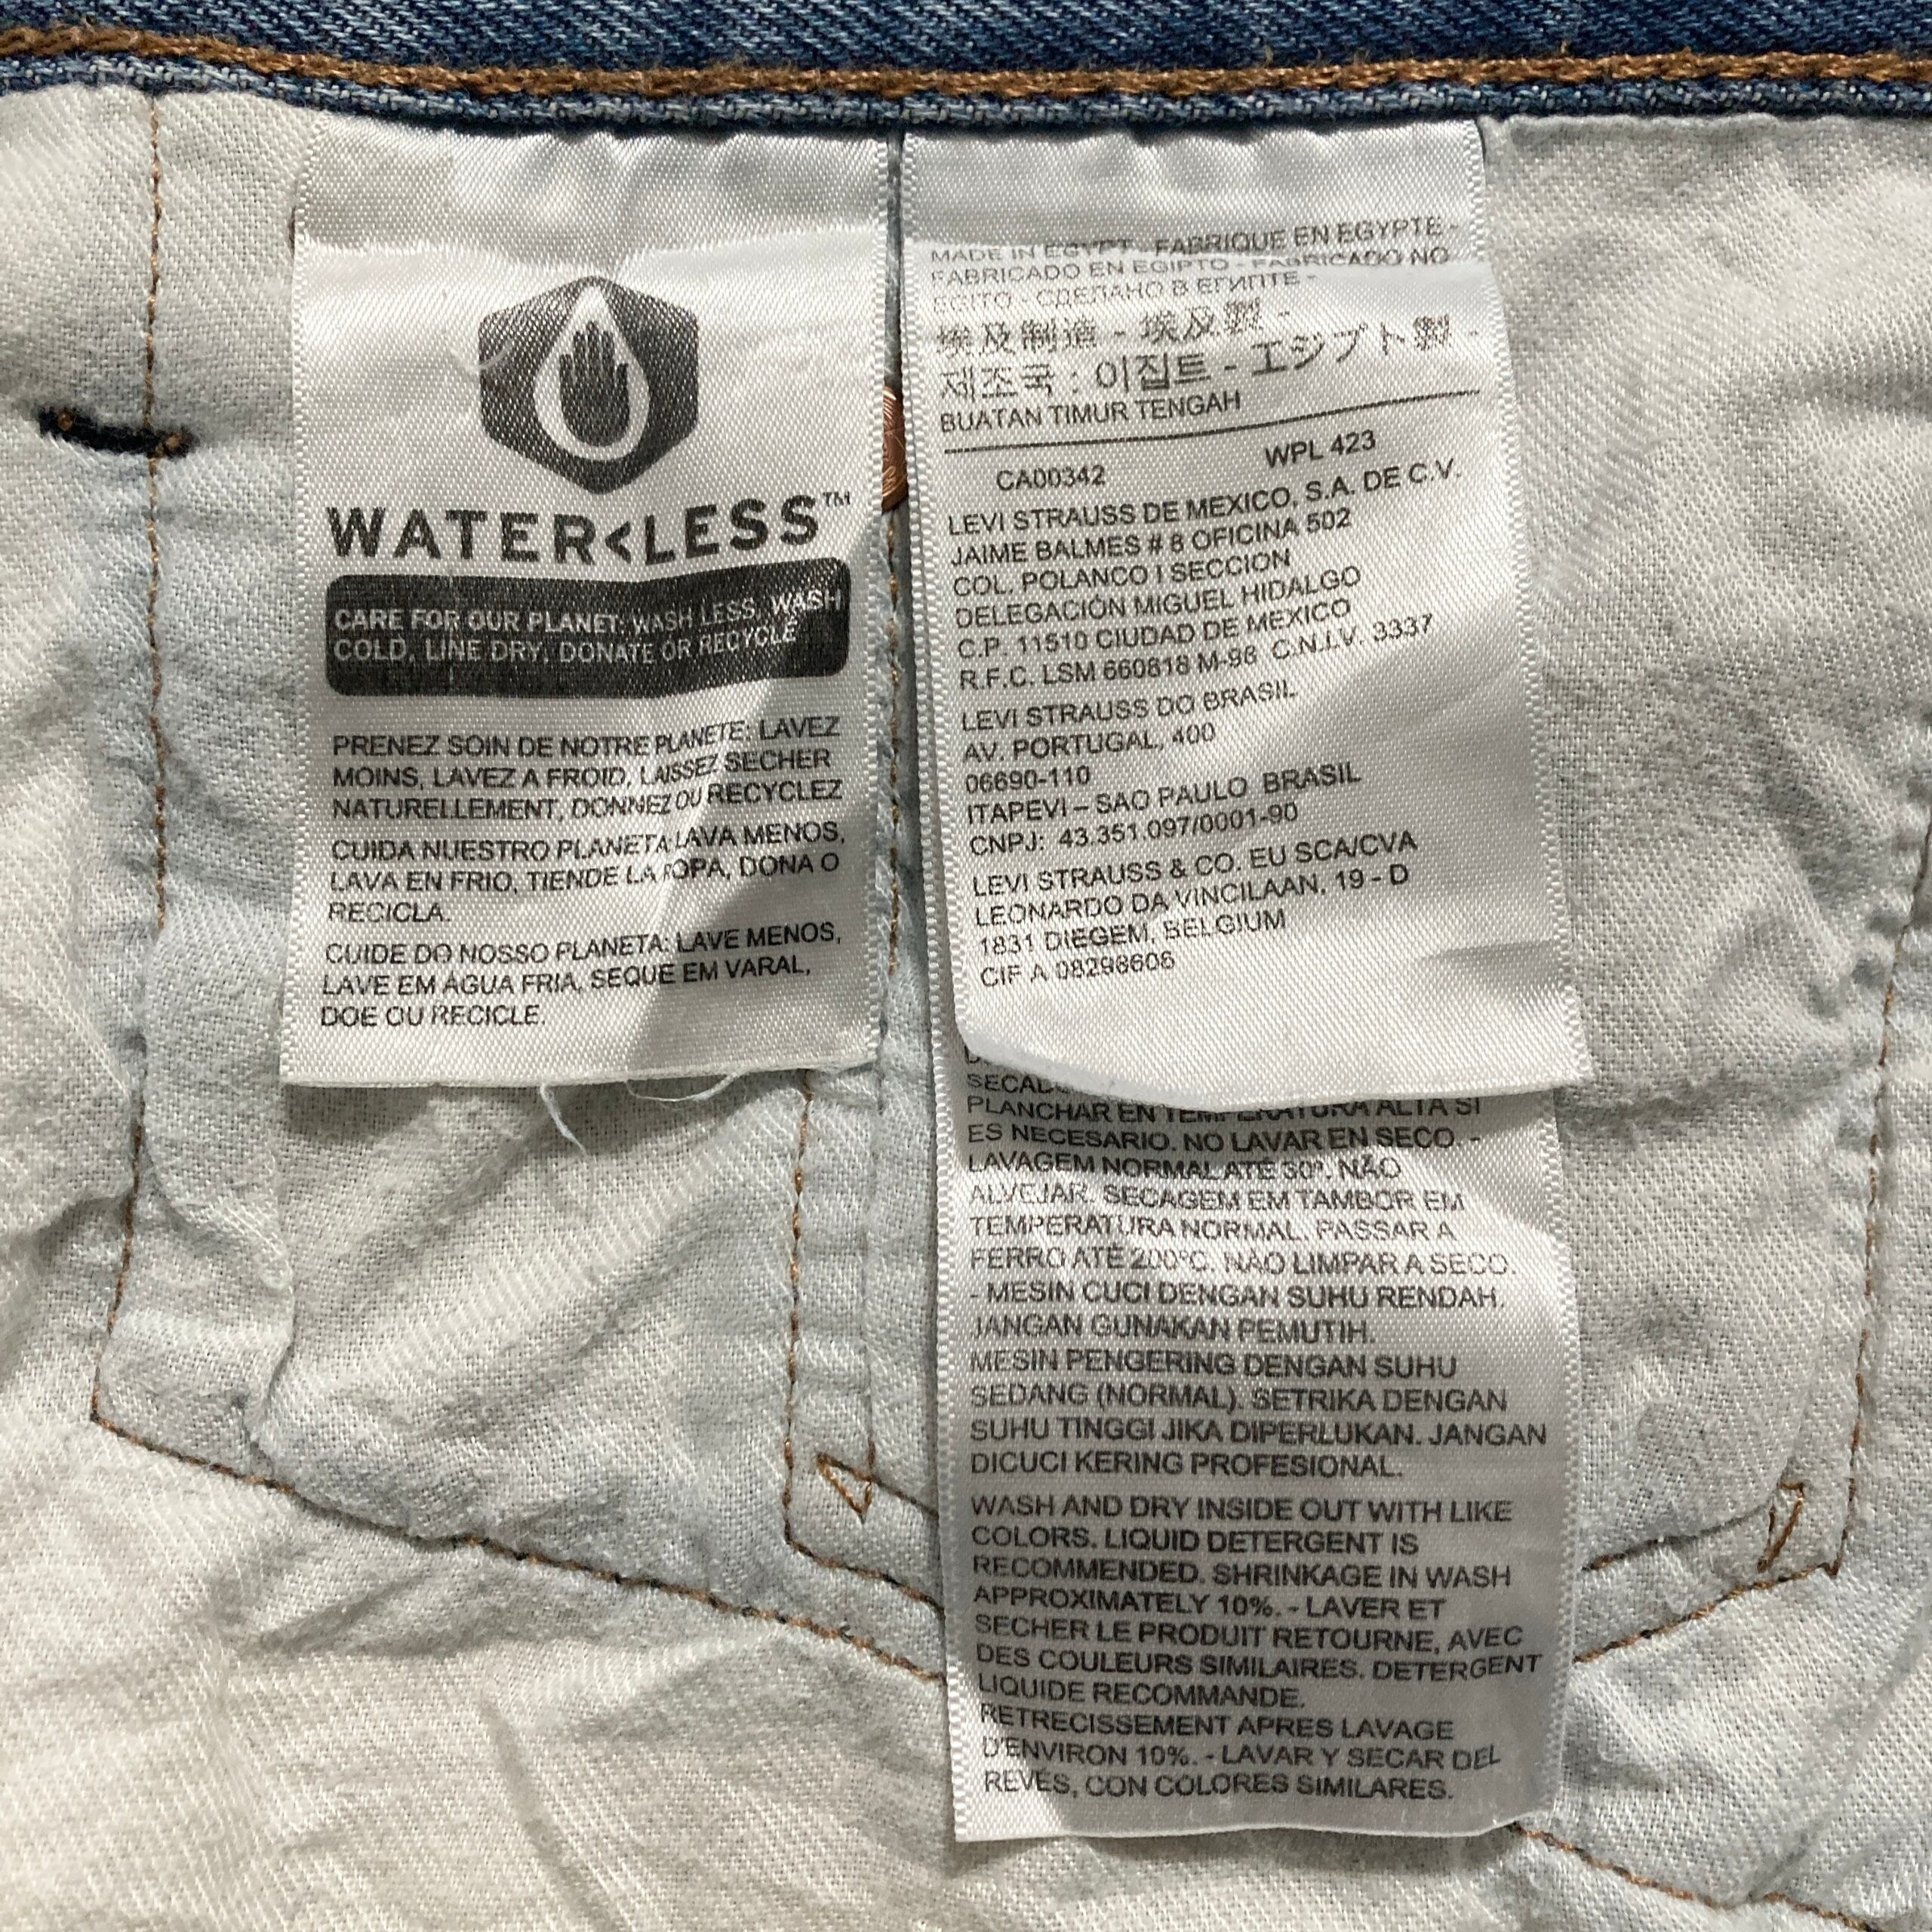 WATER<LESS™
CARE FOR OUR PLANET: WASH LESS, WASH
COLD, LINE DRY, DONATE OR RECYCLE
PRENEZ SOIN DE NOTRE PLANETE: LAVEZ
MOINS, LAVEZ A FROID, LAISSEZ SECHER
NATURELLEMENT, DONNEZ OU RECYCLEZ
CUIDA NUESTRO PLANETA LAVA MENOS,
LAVA EN FRIO, TIENDE LA ROPA, DONA O
RECICLA.
CUIDE DO NOSSO PLANETA: LAVE MENOS,
LAVE EM ÁGUA FRIA, SEQUE EM VARAL,
DOE OU RECICLE.
MADE IN EGYPT - FABRIQUE EN EGYPTE -
FABRICADO EN EGIPTO - FABRICADO NO
EGITO - СДЕЛАНО В ЕГИПТЕ -
埃及制造 - 埃及製 -
제조국 : 이집트 - エジプト製 -
BUATAN TIMUR TENGAH
CA00342 WPL 423
LEVI STRAUSS DE MEXICO, S.A. DE C.V.
JAIME BALMES # 8 OFICINA 502
COL. POLANCO I SECCION
DELEGACIÓN MIGUEL HIDALGO
C.P. 11510 CIUDAD DE MEXICO
R.F.C. LSM 660818 M-98 C.N.I.V. 3337
LEVI STRAUSS DO BRASIL
AV. PORTUGAL, 400
06690-110
ITAPEVI – SAO PAULO BRASIL
CNPJ: 43.351.097/0001-90
LEVI STRAUSS & CO. EU SCA/CVA
LEONARDO DA VINCILAAN, 19 - D
1831 DIEGEM, BELGIUM
CIF A 08298606
PLANCHAR EN TEMPERATURA ALTA SI
ES NECESARIO. NO LAVAR EN SECO. -
LAVAGEM NORMAL ATÉ 30º. NÃO
ALVEJAR. SECAGEM EM TAMBOR EM
TEMPERATURA NORMAL. PASSAR A
FERRO ATÉ 200ºC. NÃO LIMPAR A SECO.
- MESIN CUCI DENGAN SUHU RENDAH.
JANGAN GUNAKAN PEMUTIH.
MESIN PENGERING DENGAN SUHU
SEDANG (NORMAL). SETRIKA DENGAN
SUHU TINGGI JIKA DIPERLUKAN. JANGAN
DICUCI KERING PROFESIONAL.
WASH AND DRY INSIDE OUT WITH LIKE
COLORS. LIQUID DETERGENT IS
RECOMMENDED. SHRINKAGE IN WASH
APPROXIMATELY 10%. - LAVER ET
SECHER LE PRODUIT RETOURNE, AVEC
DES COULEURS SIMILAIRES. DETERGENT
LIQUIDE RECOMMANDE.
RETRECISSEMENT APRES LAVAGE
D'ENVIRON 10%. - LAVAR Y SECAR DEL
REVÉS, CON COLORES SIMILARES.